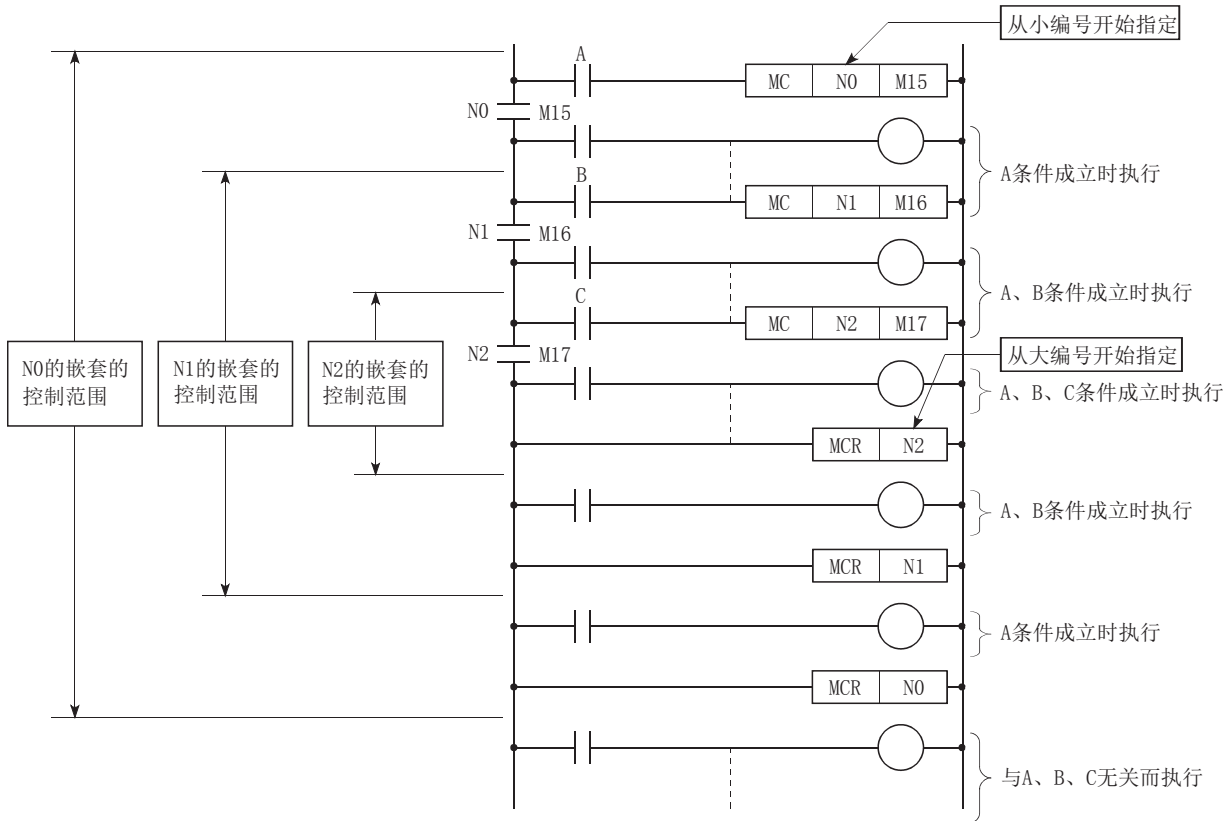 从小编号开始指定
A
MC N0 M15
N0 M15
A条件成立时执行
B
MC N1 M16
N1 M16
A、B条件成立时执行
C
MC N2 M17
N2 M17
从大编号开始指定
N0的嵌套的
控制范围
N1的嵌套的
控制范围
N2的嵌套的
控制范围
A、B、C条件成立时执行
MCR N2
A、B条件成立时执行
MCR N1
A条件成立时执行
MCR N0
与A、B、C无关而执行